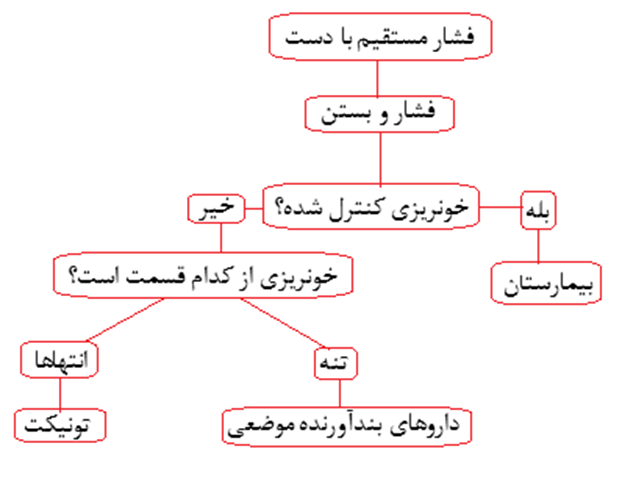 فشار مستقیم با دست
فشار و بستن
خونریزی کنترل شده؟
بله
خیر
بیمارستان
خونریزی از کدام قسمت است؟
تنه
انتهاها
داروهای بندآورنده موضعی
تونیکت